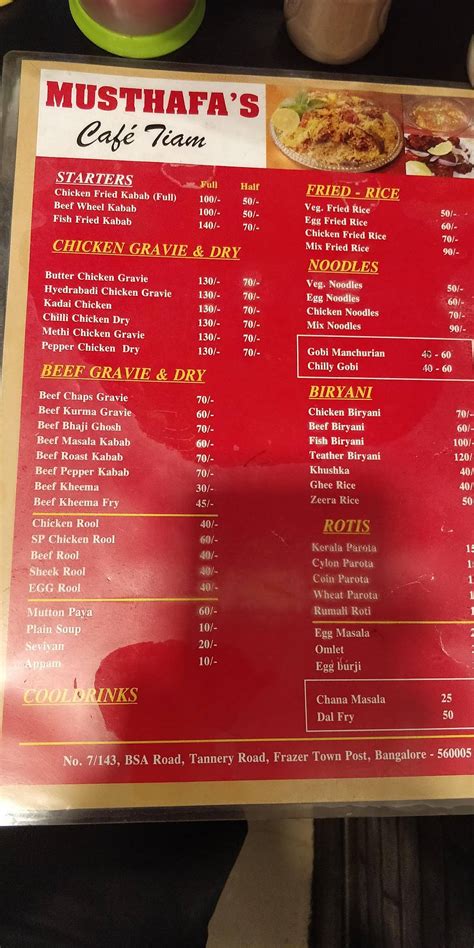 MUSTHAFA'S
Café Tiam
STARTERS Full Half
Chicken Fried Kabab (Full) 100/- 50/-
Beef Wheel Kabab 100/- 50/-
Fish Fried Kabab 140/- 70/-
CHICKEN GRAVIE & DRY
Butter Chicken Gravie 130/- 70/-
Hyedrabadi Chicken Gravie 130/- 70/-
Kadai Chicken 130/- 70/-
Chilli Chicken Dry 130/- 70/-
Methi Chicken Gravie 130/- 70/-
Pepper Chicken Dry 130/- 70/-
BEEF GRAVIE & DRY
Beef Chaps Gravie 70/-
Beef Kurma Gravie 60/-
Beef Bhaji Ghosh 70/-
Beef Masala Kabab 60/-
Beef Roast Kabab 70/-
Beef Pepper Kabab 70/-
Beef Kheema 30/-
Beef Kheema Fry 45/-
Chicken Rool 40/-
SP Chicken Rool 60/-
Beef Rool 40/-
Sheek Rool 40/-
EGG Rool 40/-
Mutton Paya 60/-
Plain Soup 10/-
Seviyan 20/-
Appam 10/-
COOLDRINKS
FRIED - RICE
Veg. Fried Rice 50/-
Egg Fried Rice 60/-
Chicken Fried Rice 70/-
Mix Fried Rice 90/-
NOODLES
Veg. Noodles 50/-
Egg Noodles 60/-
Chicken Noodles 70/-
Mix Noodles 90/-
Gobi Manchurian 40 - 60
Chilly Gobi 40 - 60
BIRYANI
Chicken Biryani 70/-
Beef Biryani 60/-
Fish Biryani 100/-
Teather Biryani 120/
Khushka 40/
Ghee Rice 40/
Zeera Rice 50/
ROTIS
Kerala Parota
Cylon Parota
Coin Parota
Wheat Parota
Rumali Roti
Egg Masala
Omlet
Egg burji
Chana Masala 25
Dal Fry 50
No. 7/143, BSA Road, Tannery Road, Frazer Town Post, Bangalore - 560005